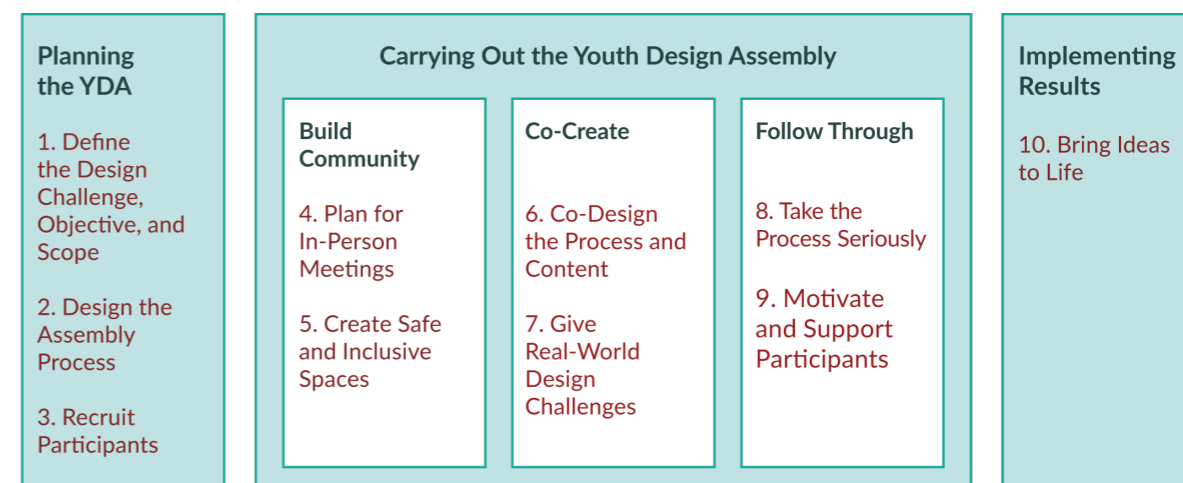 Planning
the YDA
1. Define
the Design
Challenge,
Objective, and
Scope
2. Design the
Assembly
Process
3. Recruit
Participants
Carrying Out the Youth Design Assembly
Build
Community
4. Plan for
In-Person
Meetings
5. Create Safe
and Inclusive
Spaces
Co-Create
6. Co-Design
the Process and
Content
7. Give
Real-World
Design
Challenges
Follow Through
8. Take the
Process Seriously
9. Motivate
and Support
Participants
Implementing
Results
10. Bring Ideas
to Life